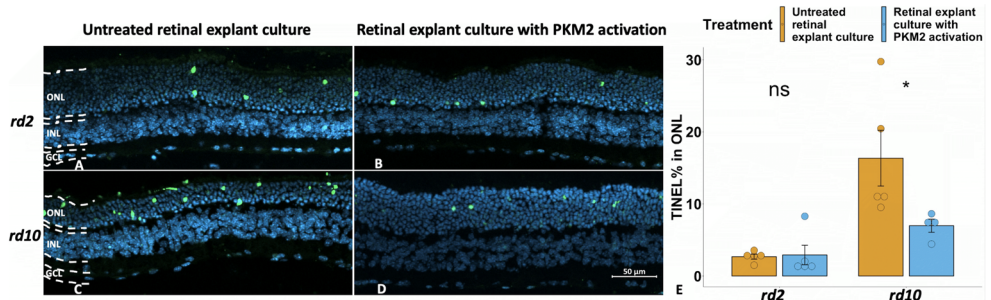 Untreated retinal explant culture
Retinal explant culture with PKM2 activation
rd2
ONL
INL
GCL
A
B
rd10
ONL
INL
GCL
C
D
50 µm
E
Treatment
Untreated
retinal
explant culture
Retinal explant
culture with
PKM2 activation
TINEL% in ONL
30
20
10
0
ns
*
rd2
rd10